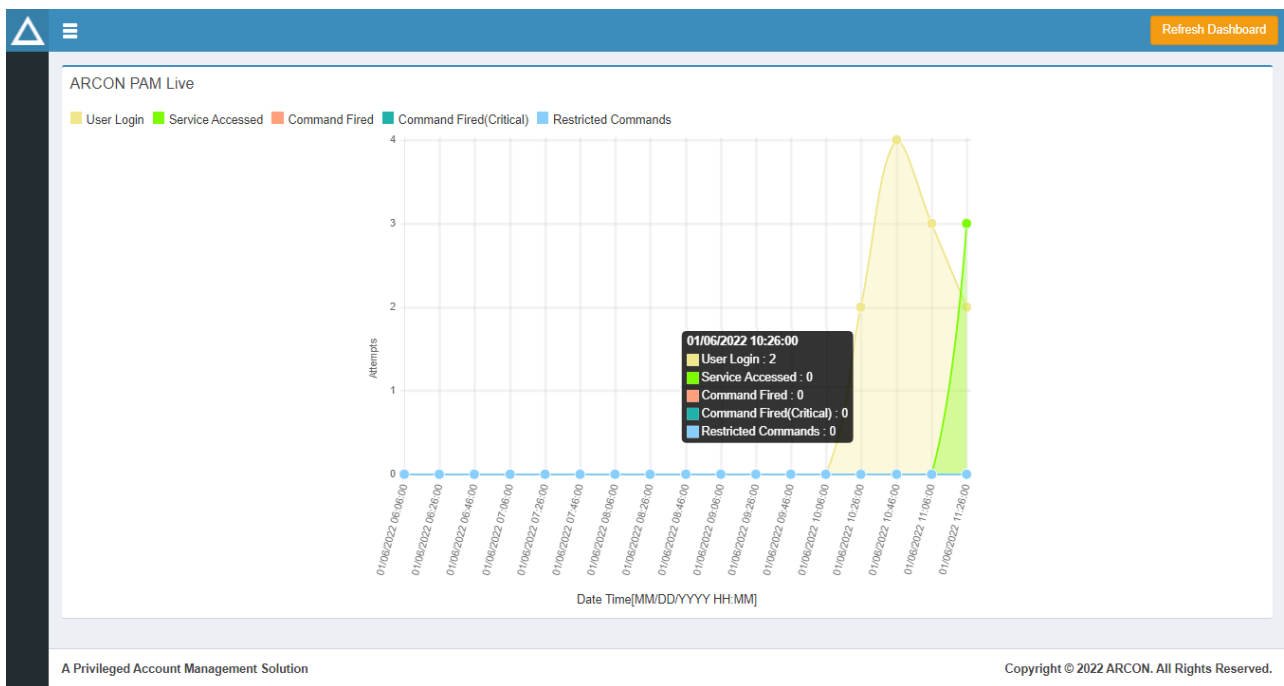 Refresh Dashboard
ARCON PAM Live
User Login Service Accessed Command Fired Command Fired(Critical) Restricted Commands
4
3
2
1
0
Attempts
01/06/2022 10:26:00
User Login : 2
Service Accessed : 0
Command Fired : 0
Command Fired(Critical) : 0
Restricted Commands : 0
01/06/2022 06:06:00
01/06/2022 06:26:00
01/06/2022 06:46:00
01/06/2022 07:06:00
01/06/2022 07:26:00
01/06/2022 07:46:00
01/06/2022 08:06:00
01/06/2022 08:26:00
01/06/2022 08:46:00
01/06/2022 09:06:00
01/06/2022 09:26:00
01/06/2022 09:46:00
01/06/2022 10:06:00
01/06/2022 10:26:00
01/06/2022 10:46:00
01/06/2022 11:06:00
01/06/2022 11:26:00
Date Time[MM/DD/YYYY HH:MM]
A Privileged Account Management Solution
Copyright © 2022 ARCON. All Rights Reserved.